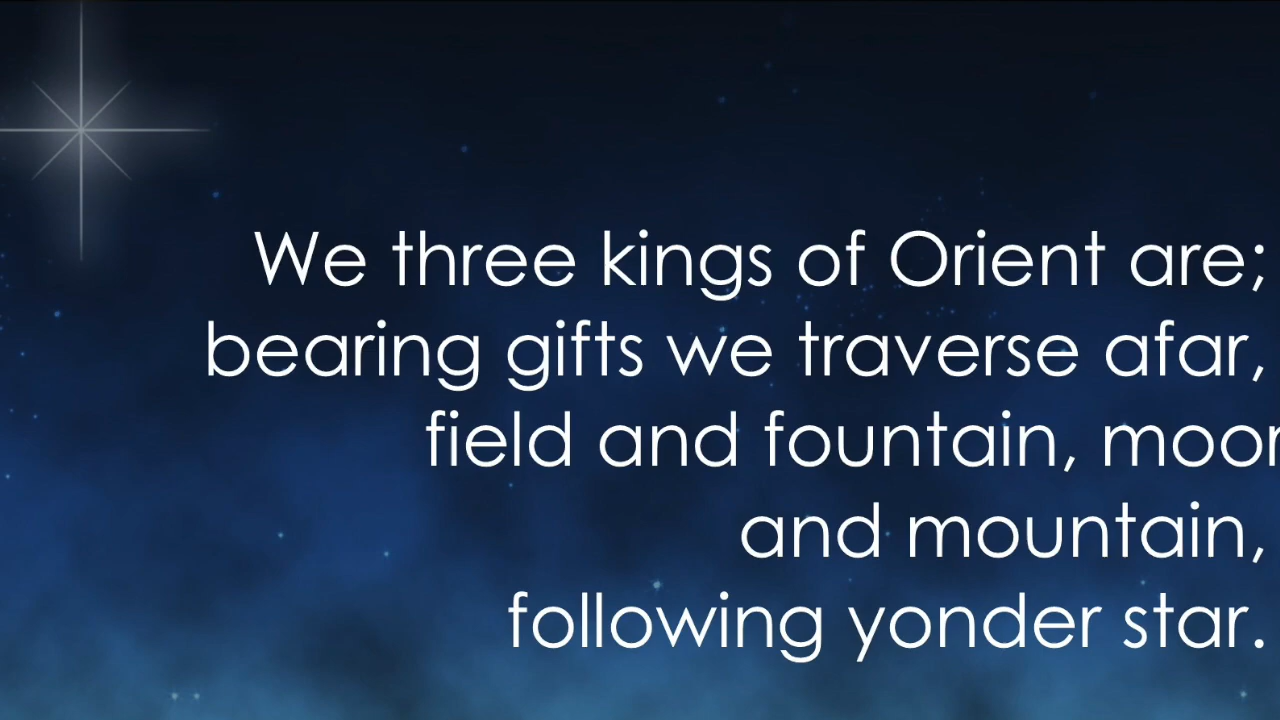 We three kings of Orient are;
bearing gifts we traverse afar,
field and fountain, moor
and mountain,
following yonder star.